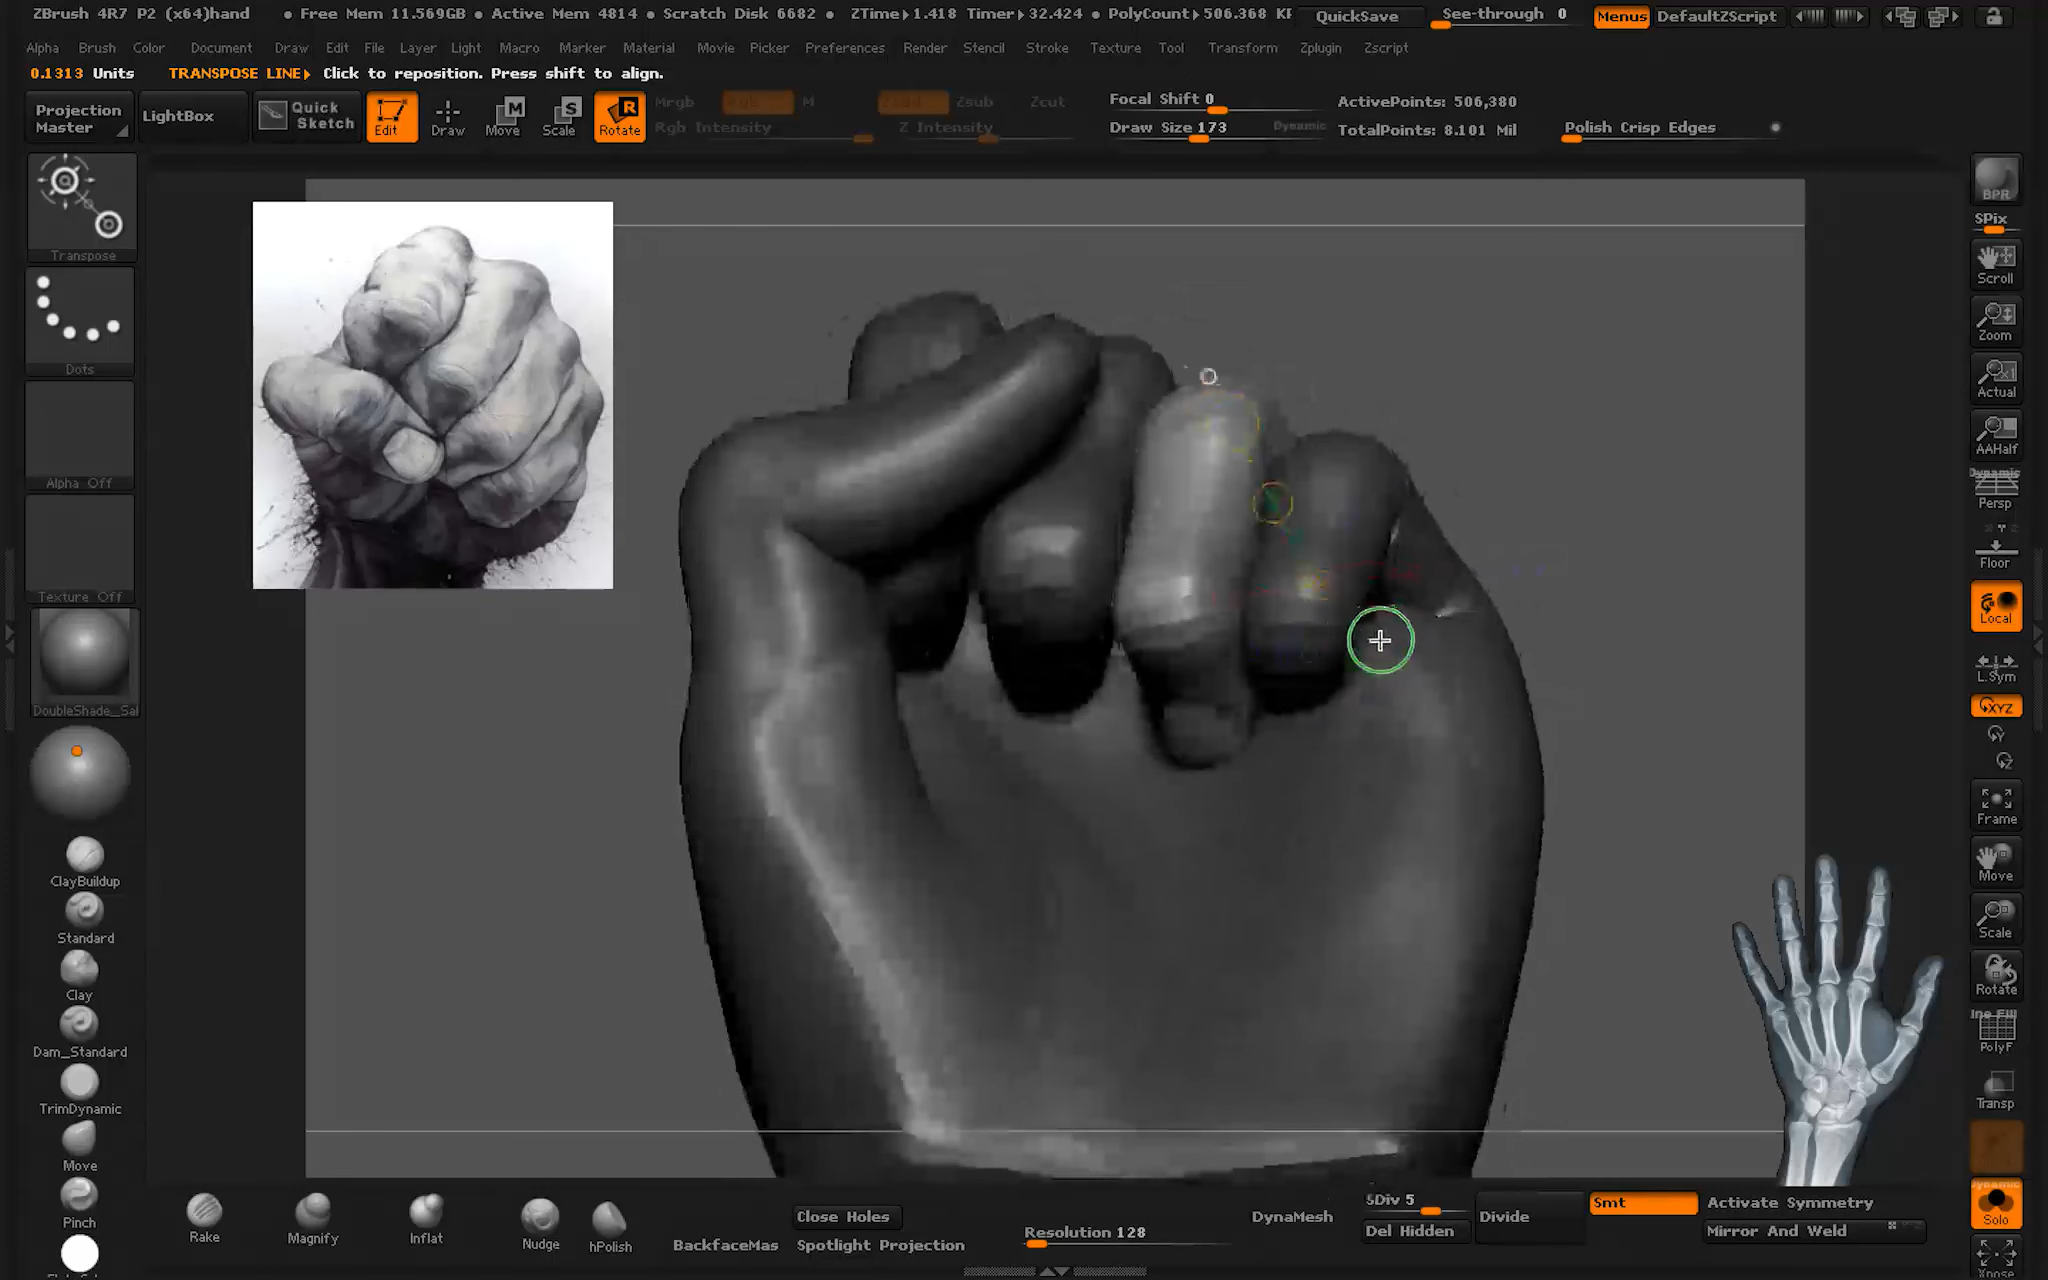 ZBrush 4R7 P2 (x64)hand • Free Mem 11.569GB • Active Mem 4814 • Scratch Disk 6682 • ZTime▸1.418 Timer▸32.424 • PolyCount▸506.368 KI
QuickSave
See-through 0
Menus
DefaultZScript
Alpha Brush Color Document Draw Edit File Layer Light Macro Marker Material Movie Picker Preferences Render Stencil Stroke Texture Tool Transform Zplugin Zscript
0.1313 Units TRANSPOSE LINE▸ Click to reposition. Press shift to align.
Projection Master
LightBox
Quick Sketch
Edit
Draw
Move
Scale
Rotate
Mrgb
Rgb
M
Zadd
Zsub
Zcut
Rgb Intensity
Z Intensity
Focal Shift 0
Draw Size 173
Dynamic
ActivePoints: 506,380
TotalPoints: 8.101 Mil
Polish Crisp Edges
Transpose
Dots
Alpha Off
Texture Off
DoubleShade_Sal
ClayBuildup
Standard
Clay
Dam_Standard
TrimDynamic
Move
Pinch
BPR
SPix
Scroll
Zoom
Actual
AAHalf
Dynamic
Persp
Floor
Local
L.Sym
XYZ
Y
Z
Frame
Move
Scale
Rotate
PolyF
Transp
Dynamic
Solo
Xpose
Rake
Magnify
Inflat
Nudge
hPolish
BackfaceMas
Close Holes
Spotlight Projection
Resolution 128
DynaMesh
SDiv 5
Del Hidden
Divide
Smt
Activate Symmetry
Mirror And Weld